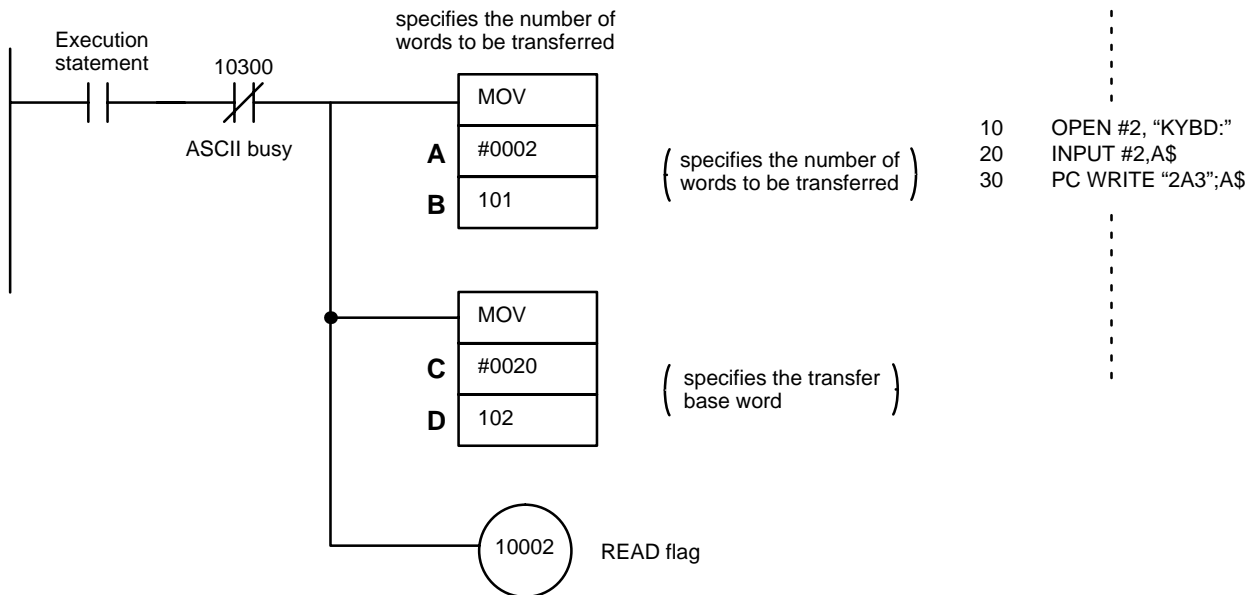 specifies the number of
words to be transferred
Execution
statement
10300
ASCII busy
MOV
A #0002
B 101
( specifies the number of
words to be transferred )
10 OPEN #2, “KYBD:”
20 INPUT #2,A$
30 PC WRITE “2A3”;A$
MOV
C #0020
D 102
( specifies the transfer
base word )
10002 READ flag